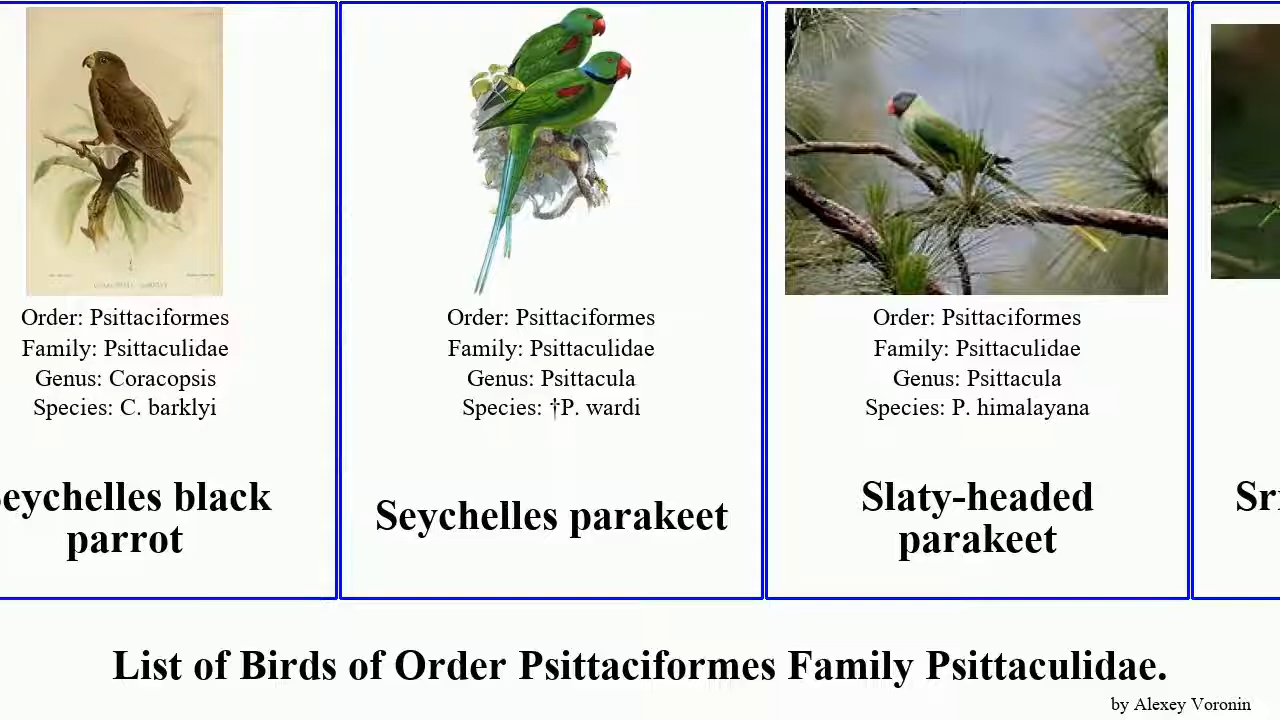 Order: Psittaciformes
Family: Psittaculidae
Genus: Coracopsis
Species: C. barklyi
eychelles black
parrot
Order: Psittaciformes
Family: Psittaculidae
Genus: Psittacula
Species: †P. wardi
Seychelles parakeet
Order: Psittaciformes
Family: Psittaculidae
Genus: Psittacula
Species: P. himalayana
Slaty-headed
parakeet
List of Birds of Order Psittaciformes Family Psittaculidae.
by Alexey Voronin